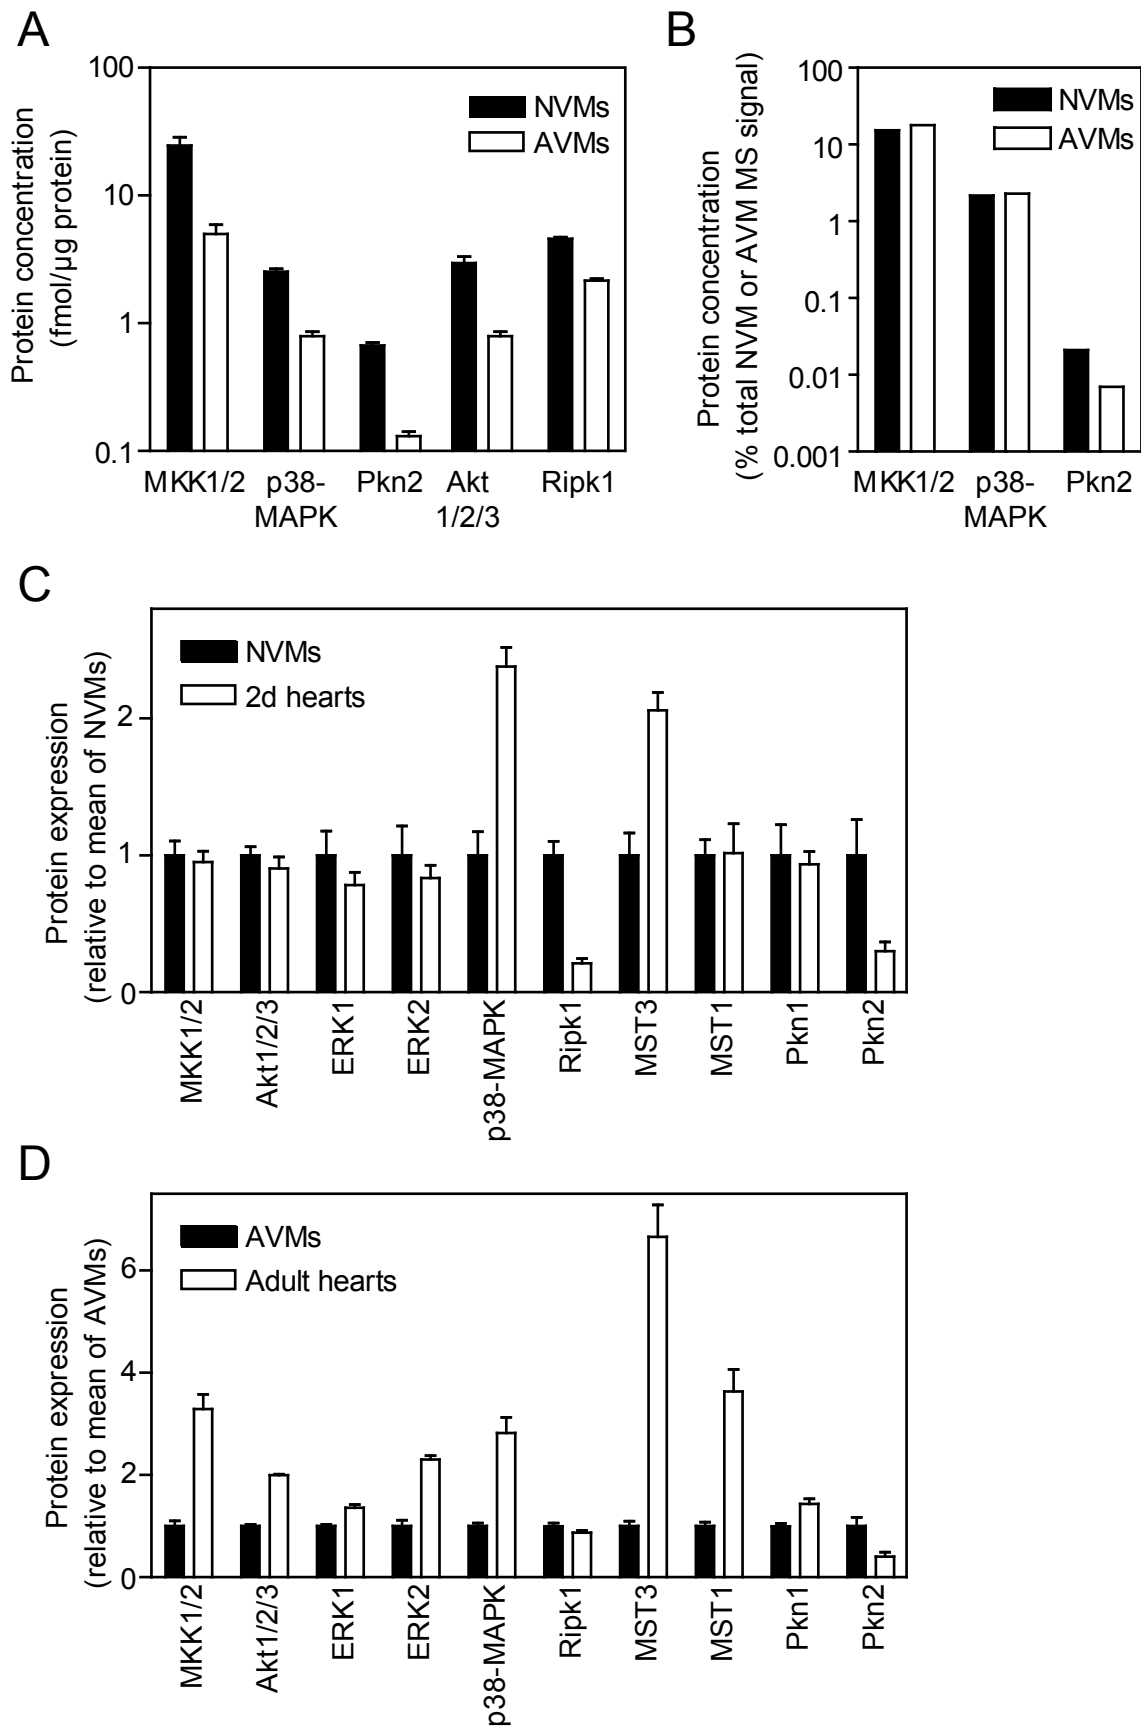 A
Protein concentration
(fmol/µg protein)
100
10
1
0.1
NVMs
AVMs
MKK1/2
p38-
MAPK
Pkn2
Akt
1/2/3
Ripk1
B
Protein concentration
(% total NVM or AVM MS signal)
100
10
1
0.1
0.01
0.001
NVMs
AVMs
MKK1/2
p38-
MAPK
Pkn2
C
Protein expression
(relative to mean of NVMs)
2
1
0
NVMs
2d hearts
MKK1/2
Akt1/2/3
ERK1
ERK2
p38-MAPK
Ripk1
MST3
MST1
Pkn1
Pkn2
D
Protein expression
(relative to mean of AVMs)
6
4
2
0
AVMs
Adult hearts
MKK1/2
Akt1/2/3
ERK1
ERK2
p38-MAPK
Ripk1
MST3
MST1
Pkn1
Pkn2